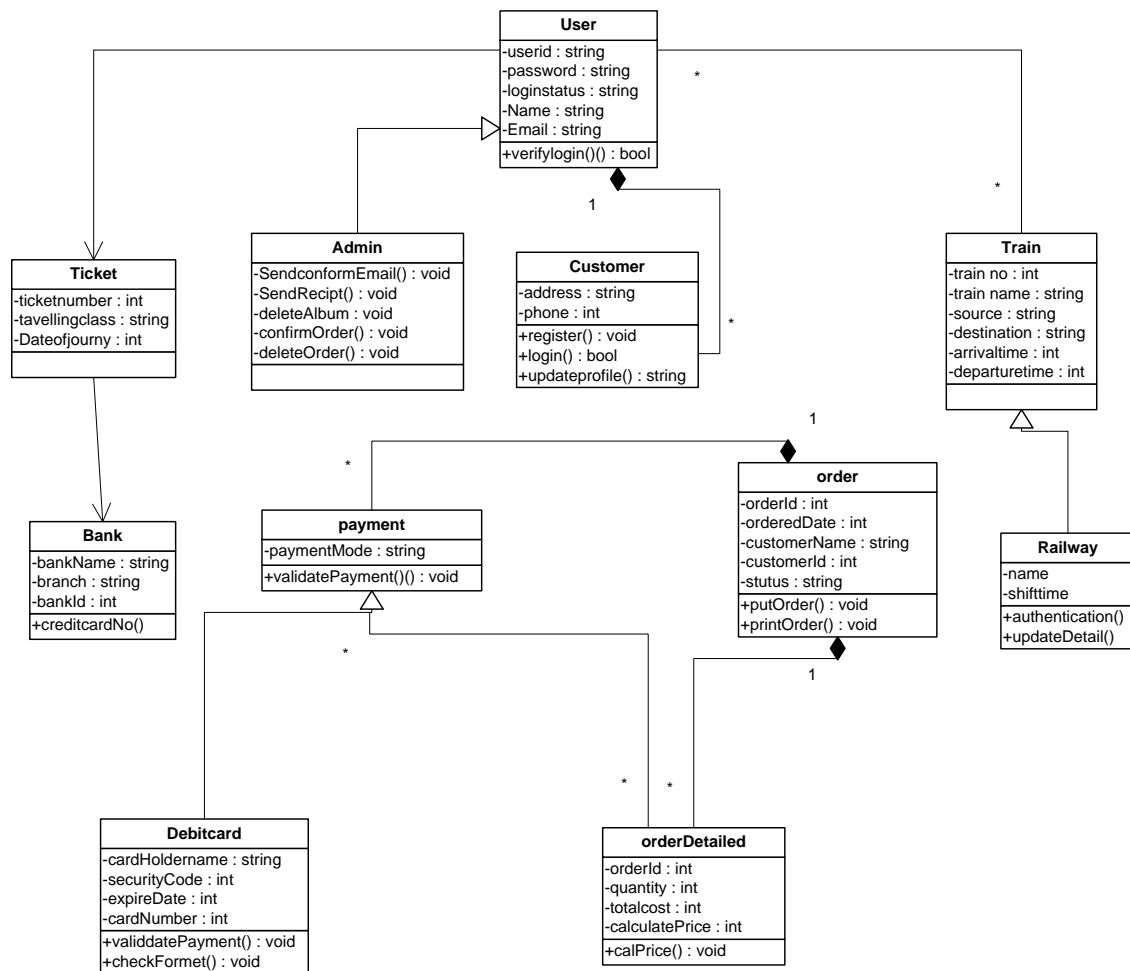 User
-userid : string
-password : string
-loginstatus : string
-Name : string
-Email : string
+verifylogin()() : bool
*
1
*
*
Admin
-SendconformEmail() : void
-SendRecipt() : void
-deleteAlbum : void
-confirmOrder() : void
-deleteOrder() : void
Customer
-address : string
-phone : int
+register() : void
+login() : bool
+updateprofile() : string
Train
-train no : int
-train name : string
-source : string
-destination : string
-arrivaltime : int
-departuretime : int
Ticket
-ticketnumber : int
-tavellingclass : string
-Dateofjourny : int
1
*
order
-orderId : int
-orderedDate : int
-customerName : string
-customerId : int
-stutus : string
+putOrder() : void
+printOrder() : void
payment
-paymentMode : string
+validatePayment()() : void
Bank
-bankName : string
-branch : string
-bankId : int
+creditcardNo()
Railway
-name
-shifttime
+authentication()
+updateDetail()
*
1
*
*
Debitcard
-cardHoldername : string
-securityCode : int
-expireDate : int
-cardNumber : int
+validdatePayment() : void
+checkFormet() : void
orderDetailed
-orderId : int
-quantity : int
-totalcost : int
-calculatePrice : int
+calPrice() : void